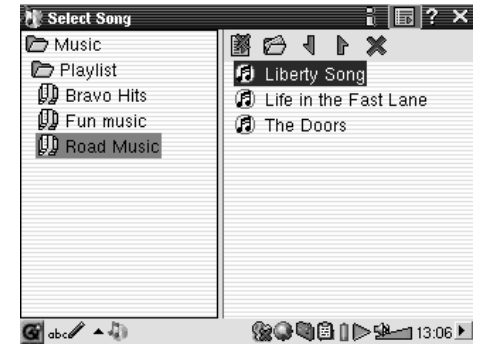 Select Song
?
Music
Playlist
Bravo Hits
Fun music
Road Music
Liberty Song
Life in the Fast Lane
The Doors
abc
13:06